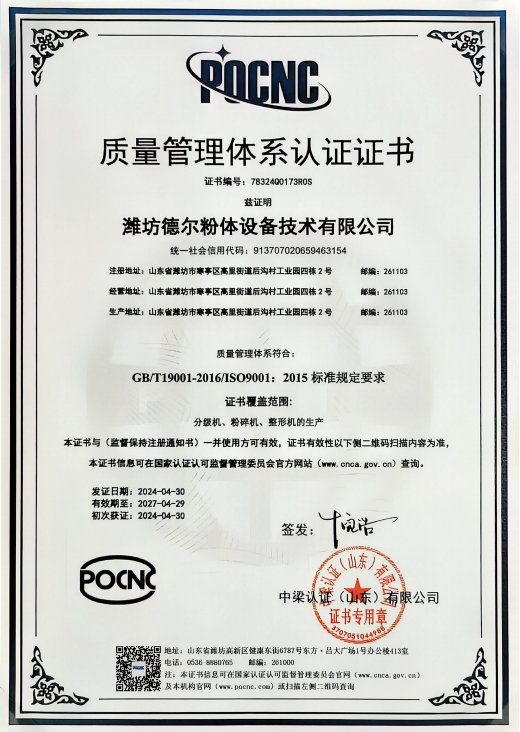 POCNC
质量管理体系认证证书
证书编号：78324Q0173R0S
兹证明
潍坊德尔粉体设备技术有限公司
统一社会信用代码：913707020659463154
注册地址：山东省潍坊市寒亭区高里街道后沟村工业园四栋2号 邮编：261103
经营地址：山东省潍坊市寒亭区高里街道后沟村工业园四栋2号 邮编：261103
生产地址：山东省潍坊市寒亭区高里街道后沟村工业园四栋2号 邮编：261103
质量管理体系符合：
GB/T19001-2016/ISO9001：2015 标准规定要求
证书覆盖范围：
分级机、粉碎机、整形机的生产
本证书与（监督保持注册通知书）一并使用方可有效，证书有效性以下侧二维码扫描内容为准，
本证书信息可在国家认证认可监督管理委员会官方网站（www.cnca.gov.cn）查询。
发证日期：2024-04-30
有效期至：2027-04-29
初次获证：2024-04-30
签发：
POCNC
中梁认证（山东）有限公司
中梁认证（山东）有限公司
证书专用章
3707051044986
地址：山东省潍坊高新区健康东街6787号东方·吕大广场1号办公楼413室
电话：0536-8880765 邮编：261000
注：本证书信息可在国家认证认可监督管理委员会官网（www.cnca.gov.cn）
及本机构官网（www.pocnc.com）或扫描左侧二维码查询